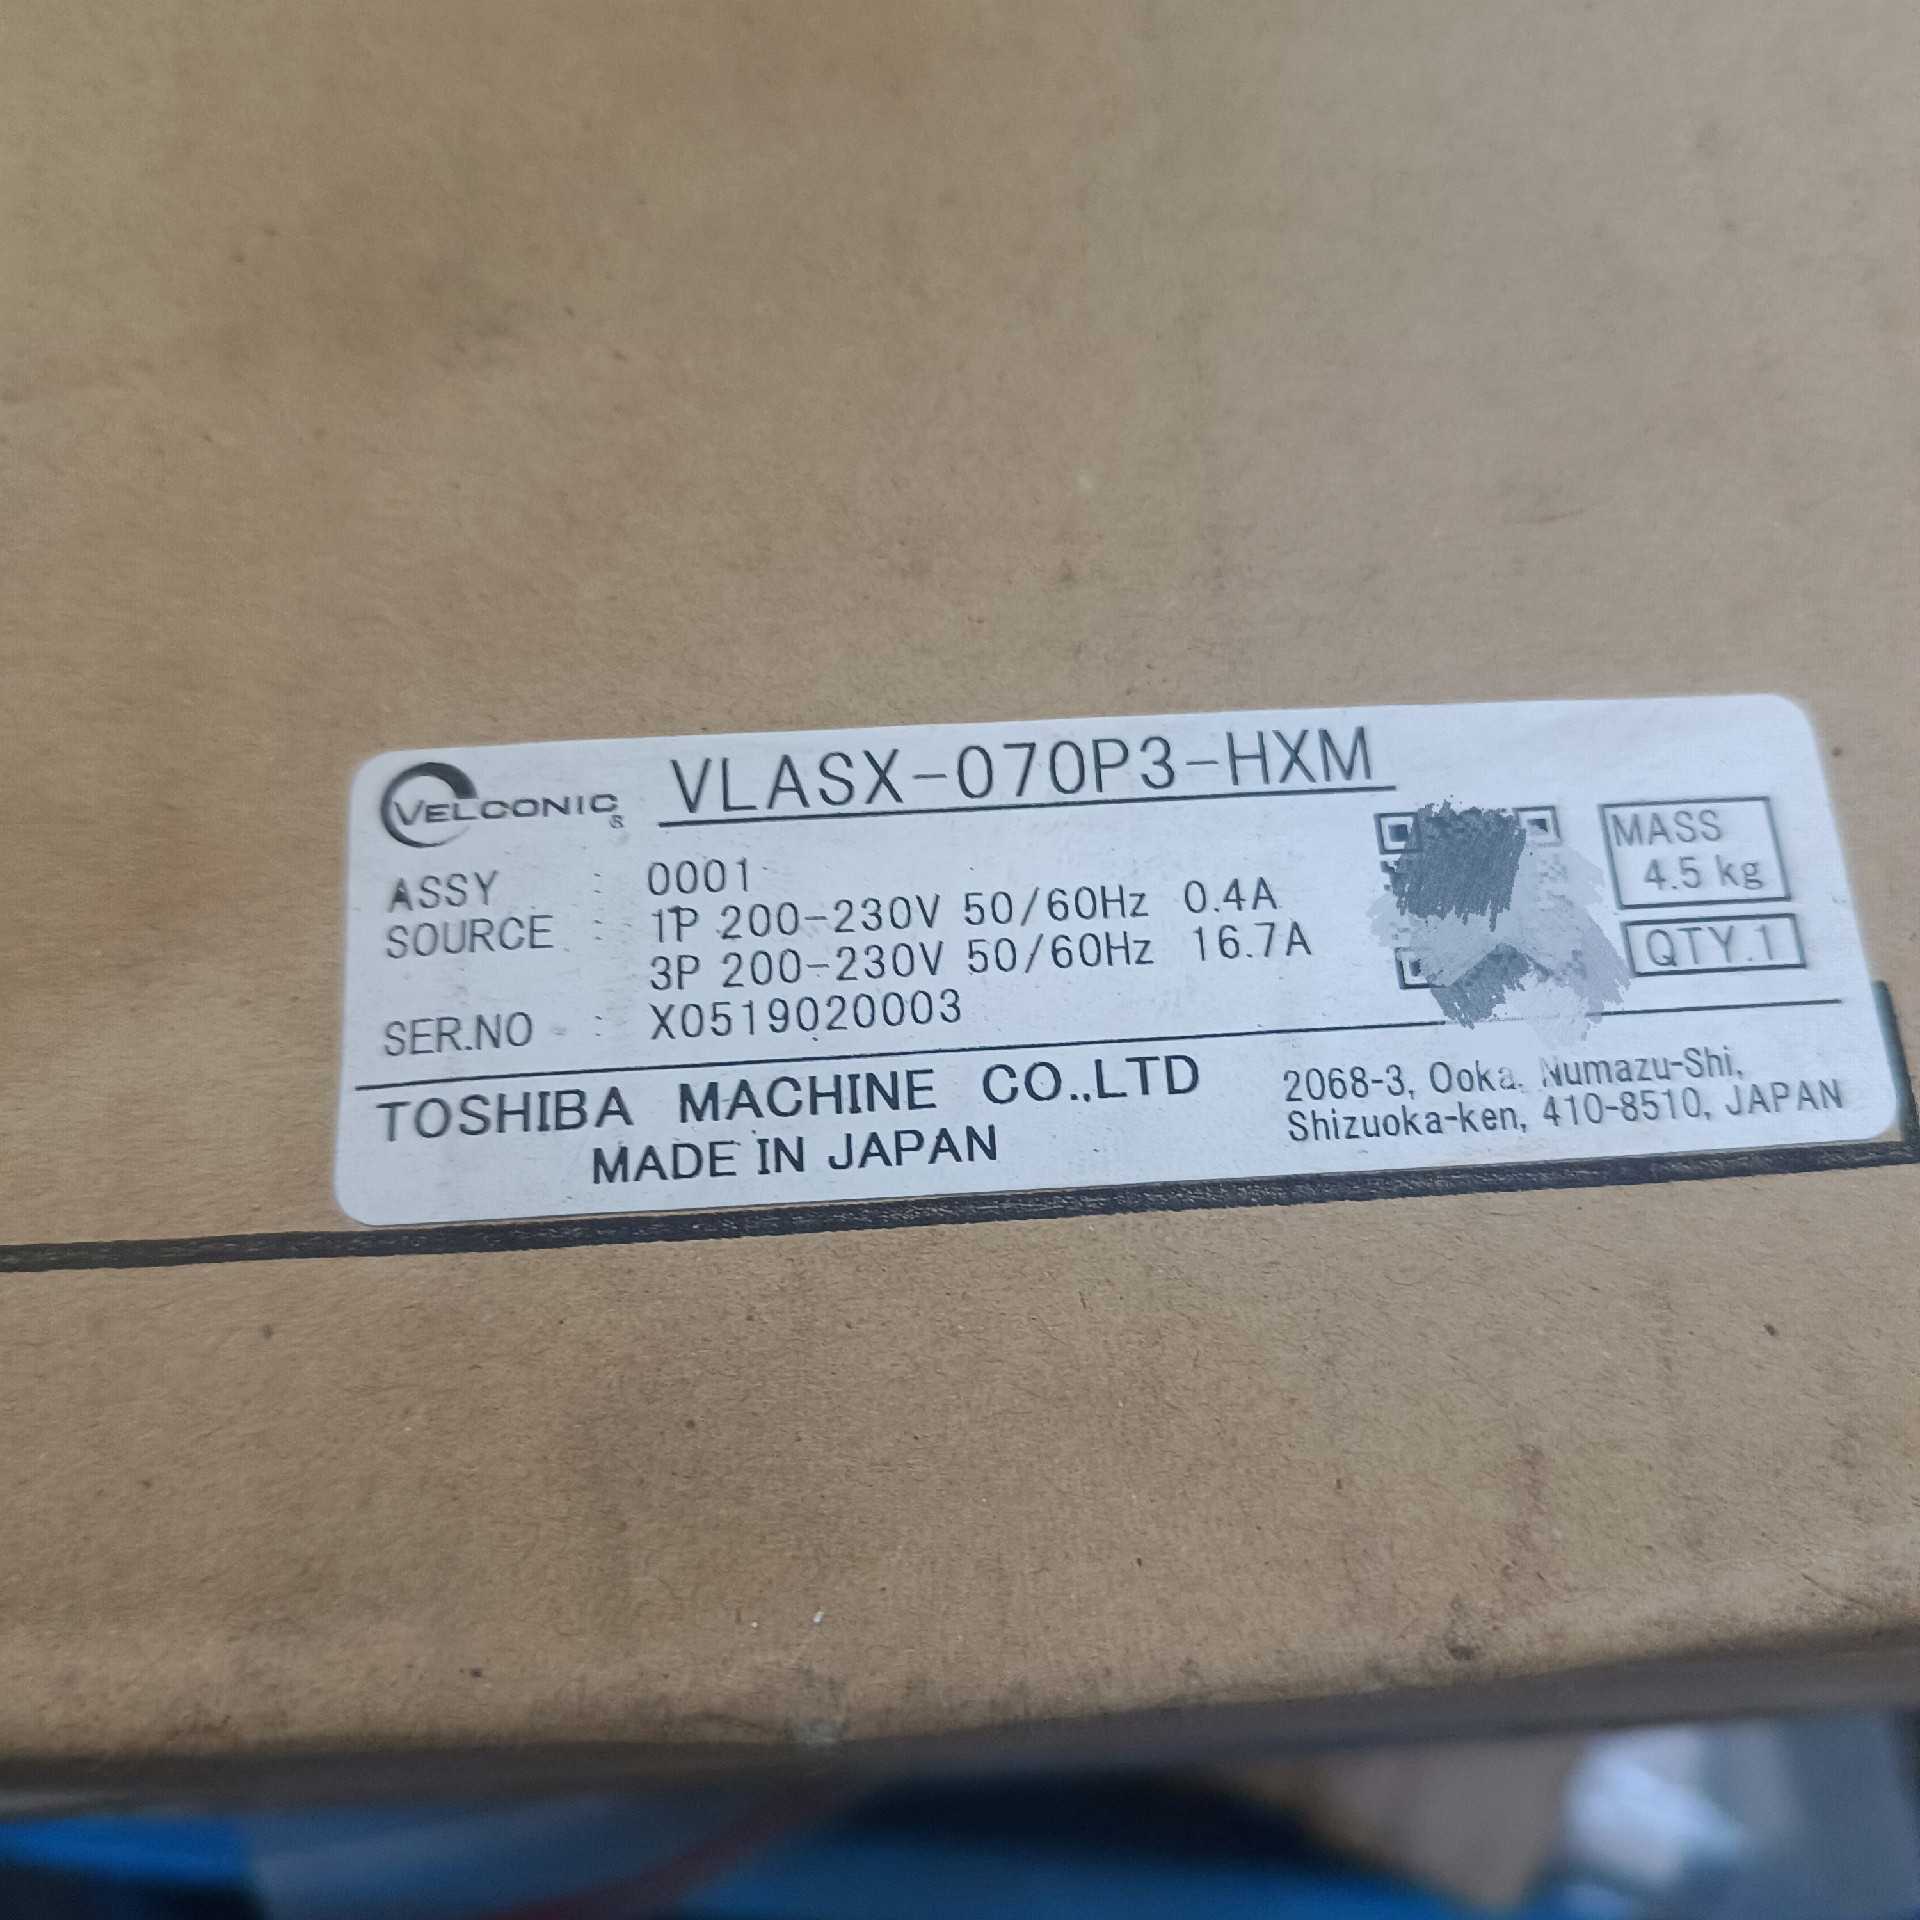 VELCONIC® VLASX-070P3-HXM
ASSY : 0001
SOURCE : 1P 200-230V 50/60Hz 0.4A
3P 200-230V 50/60Hz 16.7A
SER.NO : X0519020003
MASS
4.5 kg
QTY.1
TOSHIBA MACHINE CO.,LTD
MADE IN JAPAN
2068-3, Ooka, Numazu-Shi,
Shizuoka-ken, 410-8510, JAPAN